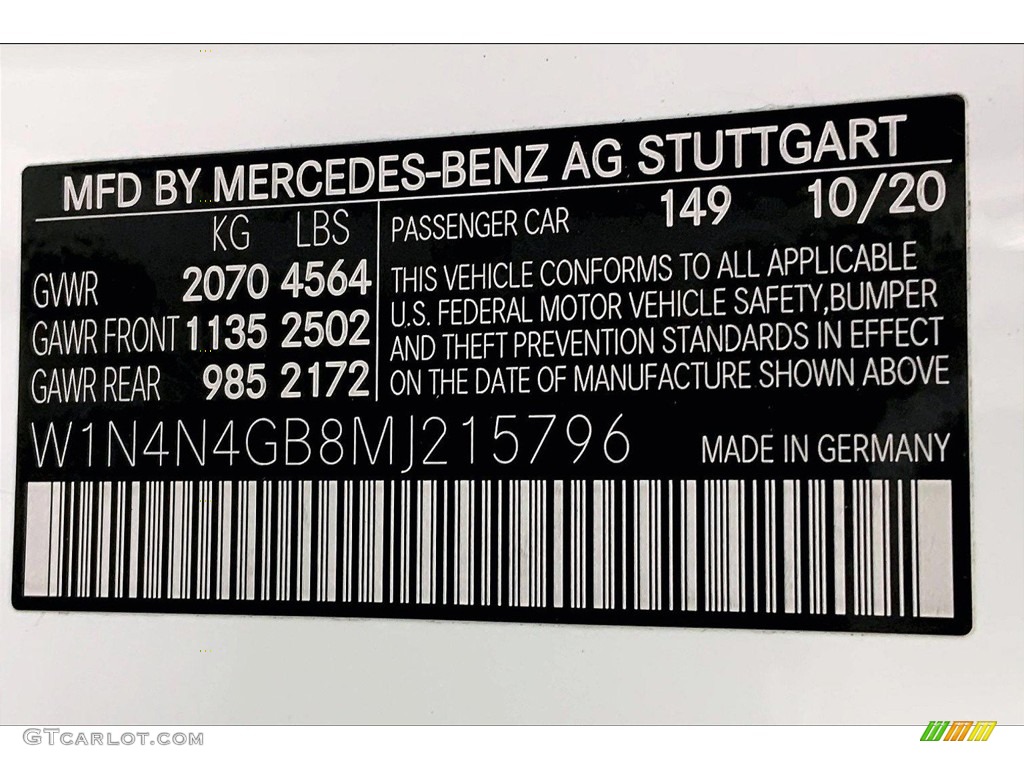 MFD BY MERCEDES-BENZ AG STUTTGART
KG LBS
GVWR 2070 4564
GAWR FRONT 1135 2502
GAWR REAR 985 2172
PASSENGER CAR 149 10/20
THIS VEHICLE CONFORMS TO ALL APPLICABLE
U.S. FEDERAL MOTOR VEHICLE SAFETY,BUMPER
AND THEFT PREVENTION STANDARDS IN EFFECT
ON THE DATE OF MANUFACTURE SHOWN ABOVE
W1N4N4GB8MJ215796 MADE IN GERMANY
GTCARLOT.COM